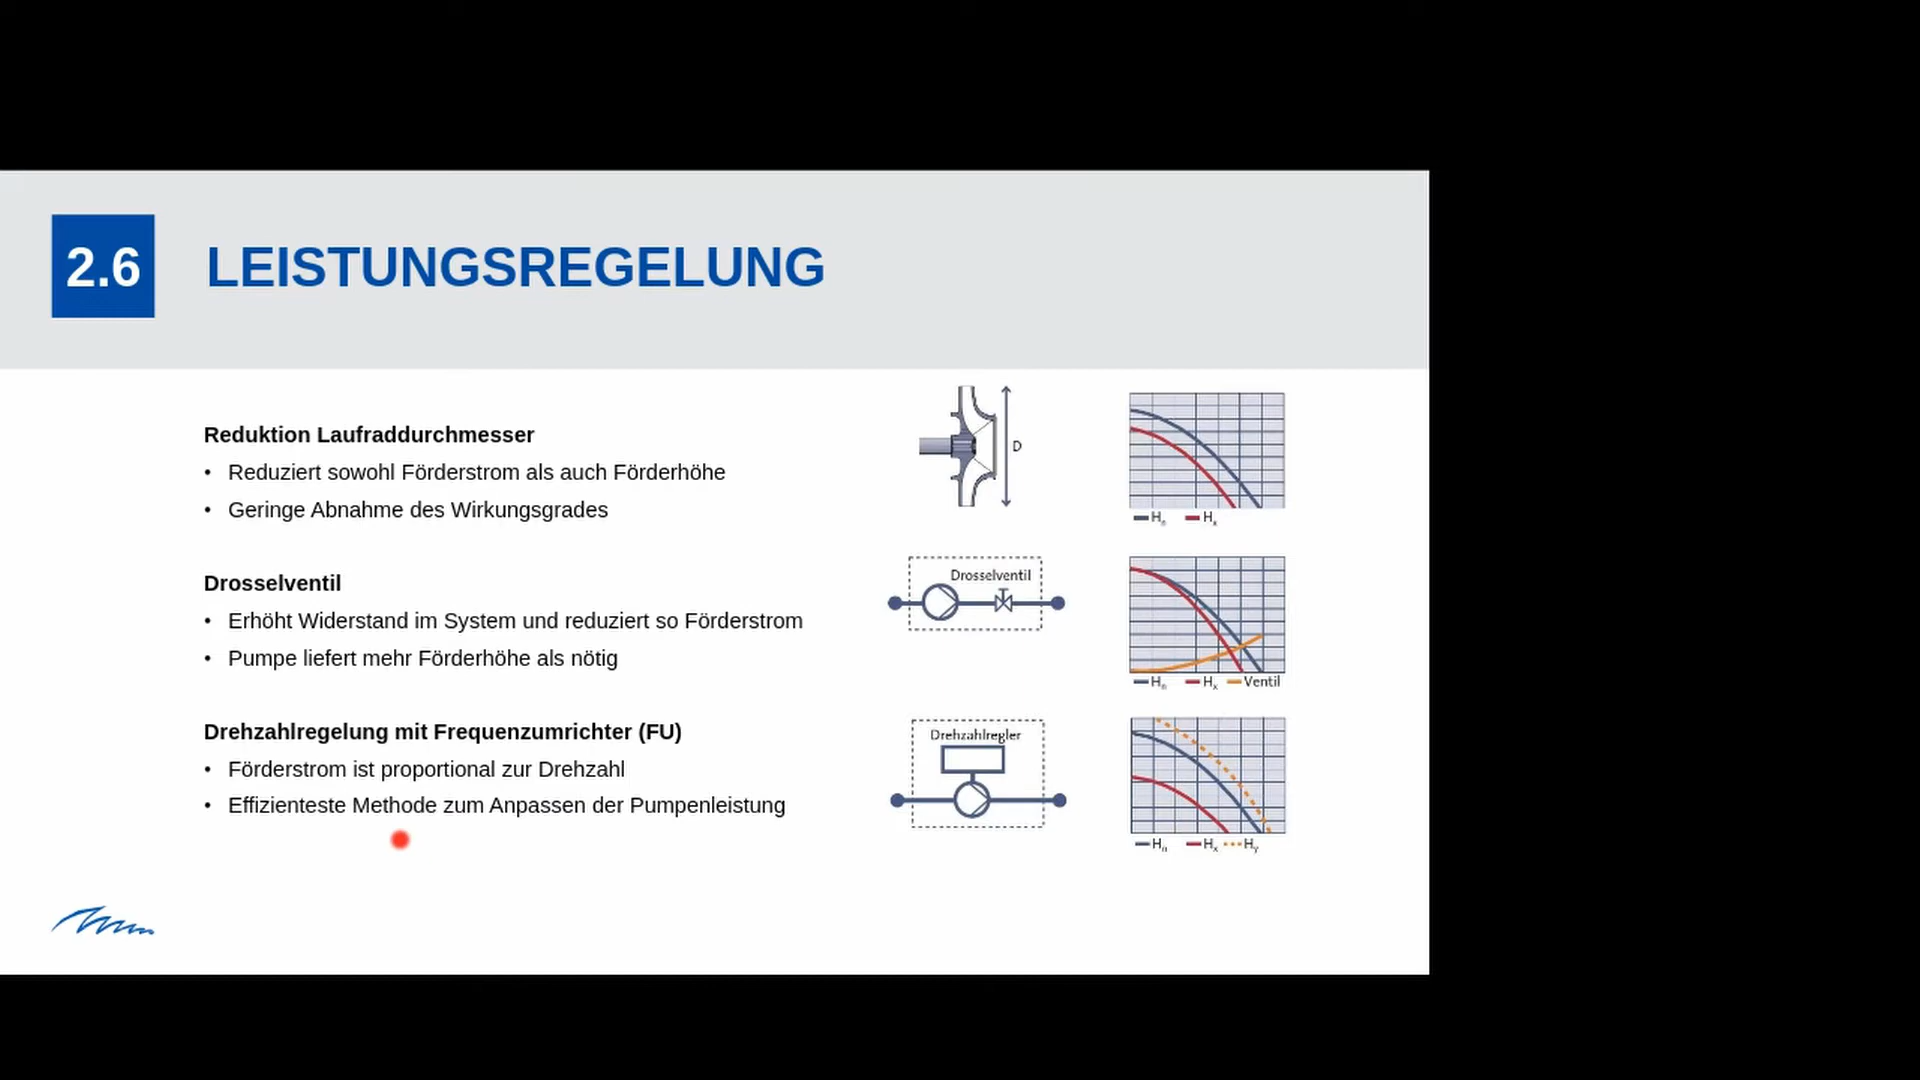 2.6 LEISTUNGSREGELUNG
Reduktion Laufraddurchmesser
• Reduziert sowohl Förderstrom als auch Förderhöhe
• Geringe Abnahme des Wirkungsgrades
D
Hn Hx
Drosselventil
• Erhöht Widerstand im System und reduziert so Förderstrom
• Pumpe liefert mehr Förderhöhe als nötig
Drosselventil
Hn Hx Ventil
Drehzahlregelung mit Frequenzumrichter (FU)
• Förderstrom ist proportional zur Drehzahl
• Effizienteste Methode zum Anpassen der Pumpenleistung
Drehzahlregler
Hn Hx Hy